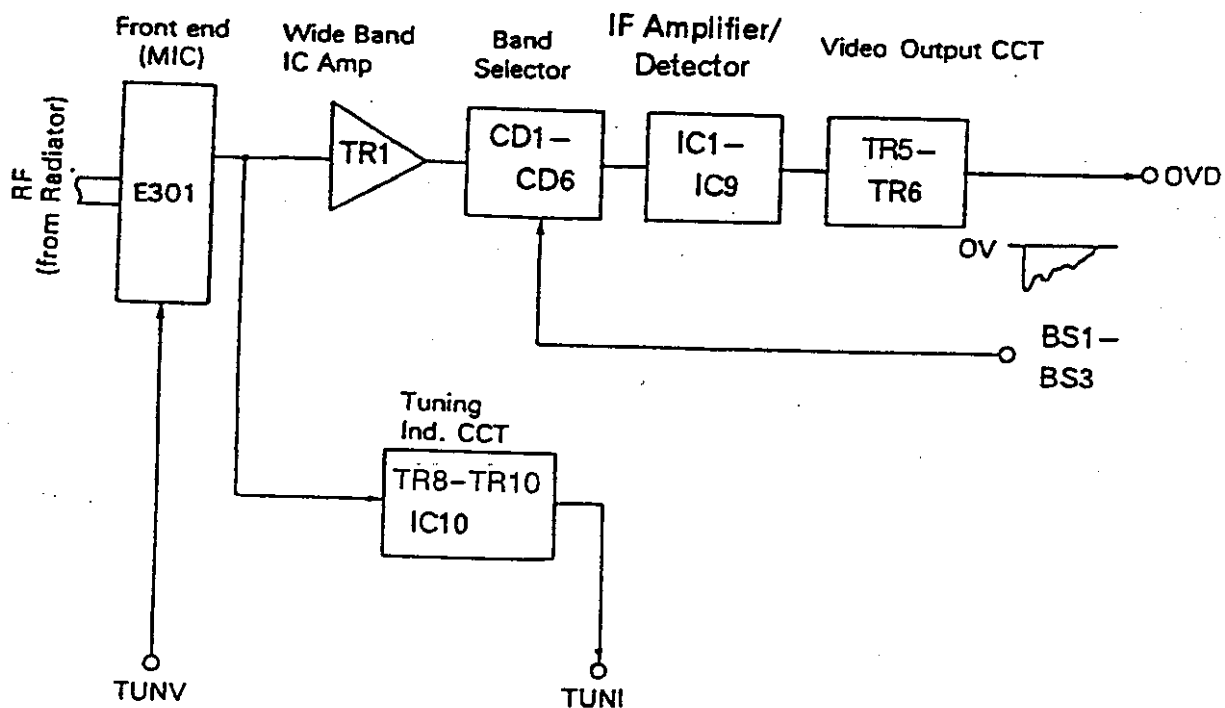 Front end
(MIC)
Wide Band
IC Amp
Band
Selector
IF Amplifier/
Detector
Video Output CCT
RF
(from Radiator)
E301
TR1
CD1–
CD6
IC1–
IC9
TR5–
TR6
OVD
OV
BS1–
BS3
Tuning
Ind. CCT
TR8–TR10
IC10
TUNV
TUNI